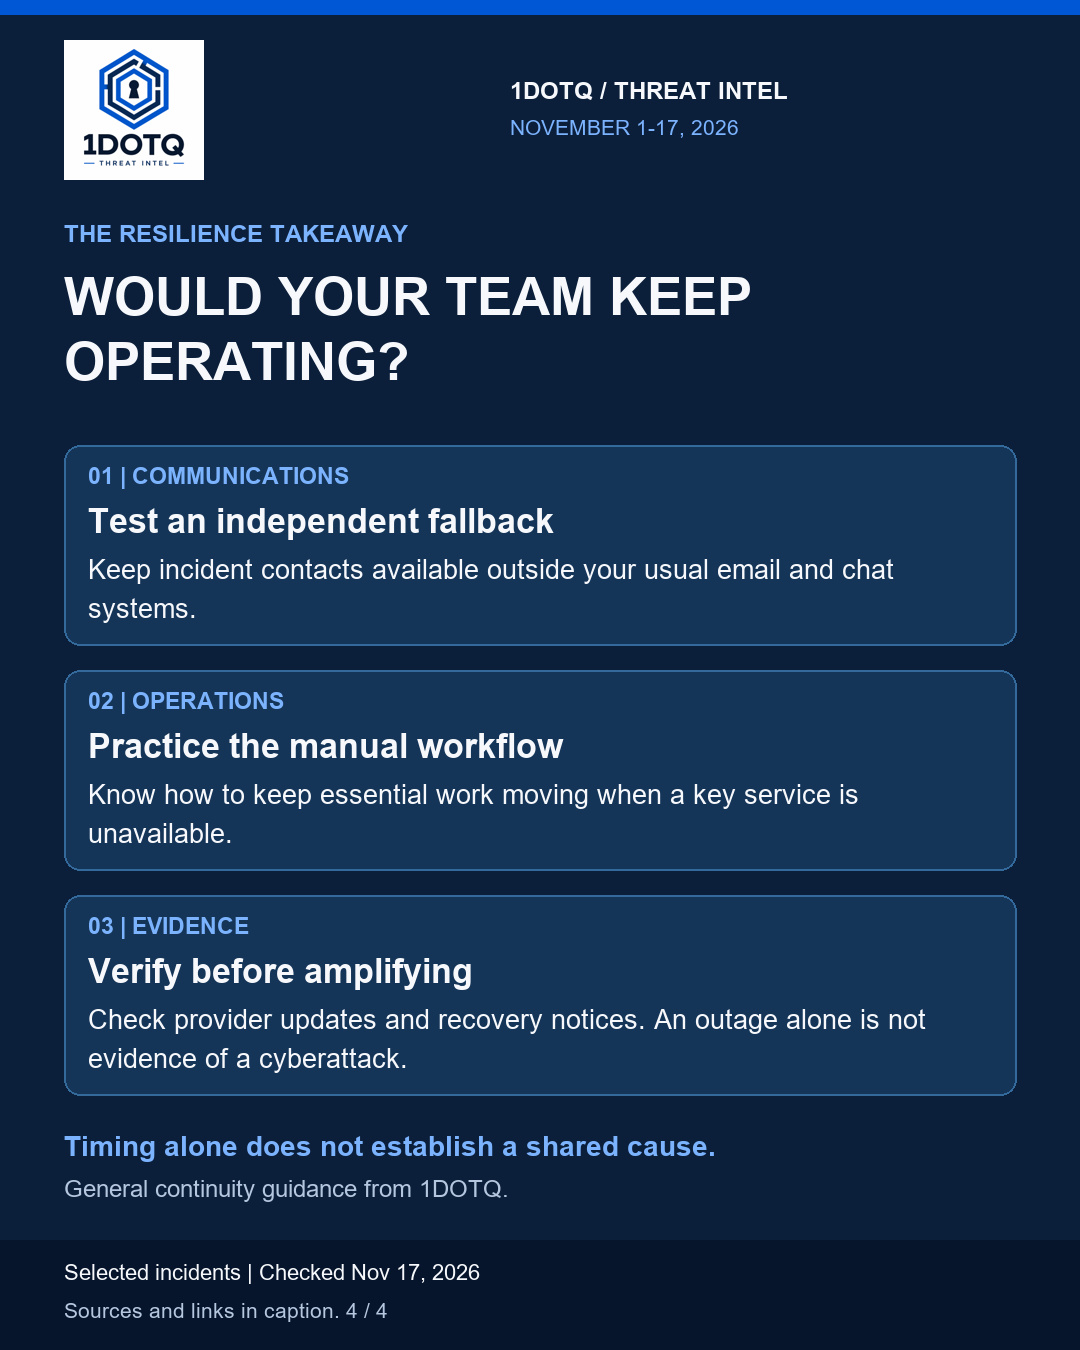 1DOTQ
THREAT INTEL
1DOTQ / THREAT INTEL
NOVEMBER 1-17, 2026
THE RESILIENCE TAKEAWAY
WOULD YOUR TEAM KEEP
OPERATING?
01 | COMMUNICATIONS
Test an independent fallback
Keep incident contacts available outside your usual email and chat
systems.
02 | OPERATIONS
Practice the manual workflow
Know how to keep essential work moving when a key service is
unavailable.
03 | EVIDENCE
Verify before amplifying
Check provider updates and recovery notices. An outage alone is not
evidence of a cyberattack.
Timing alone does not establish a shared cause.
General continuity guidance from 1DOTQ.
Selected incidents | Checked Nov 17, 2026
Sources and links in caption. 4 / 4